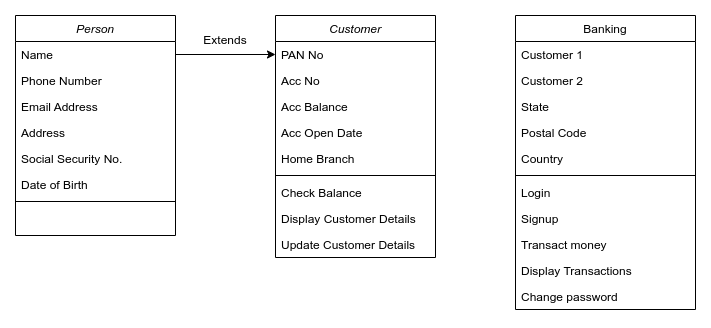 Person
Name
Phone Number
Email Address
Address
Social Security No.
Date of Birth
Extends
Customer
PAN No
Acc No
Acc Balance
Acc Open Date
Home Branch
Check Balance
Display Customer Details
Update Customer Details
Banking
Customer 1
Customer 2
State
Postal Code
Country
Login
Signup
Transact money
Display Transactions
Change password